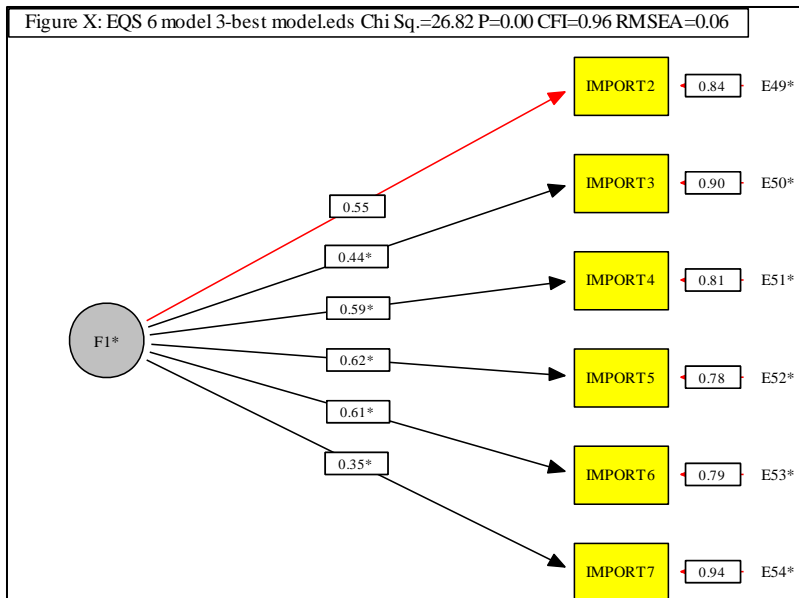 Figure X: EQS 6 model 3-best model.eds Chi Sq.=26.82 P=0.00 CFI=0.96 RMSEA=0.06
IMPORT2 0.84 E49*
IMPORT3 0.90 E50*
0.55
0.44*
IMPORT4 0.81 E51*
0.59*
F1*
0.62*
IMPORT5 0.78 E52*
0.61*
0.35*
IMPORT6 0.79 E53*
IMPORT7 0.94 E54*